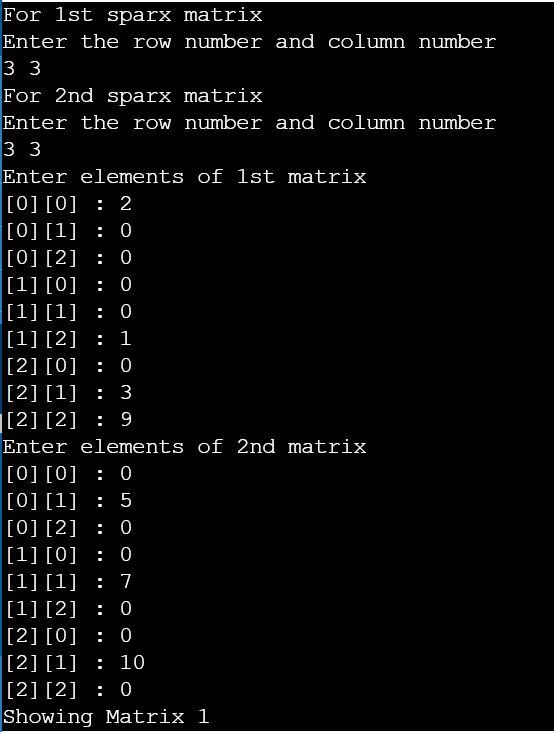 For 1st sparx matrix
Enter the row number and column number
3 3
For 2nd sparx matrix
Enter the row number and column number
3 3
Enter elements of 1st matrix
[0][0] : 2
[0][1] : 0
[0][2] : 0
[1][0] : 0
[1][1] : 0
[1][2] : 1
[2][0] : 0
[2][1] : 3
[2][2] : 9
Enter elements of 2nd matrix
[0][0] : 0
[0][1] : 5
[0][2] : 0
[1][0] : 0
[1][1] : 7
[1][2] : 0
[2][0] : 0
[2][1] : 10
[2][2] : 0
Showing Matrix 1